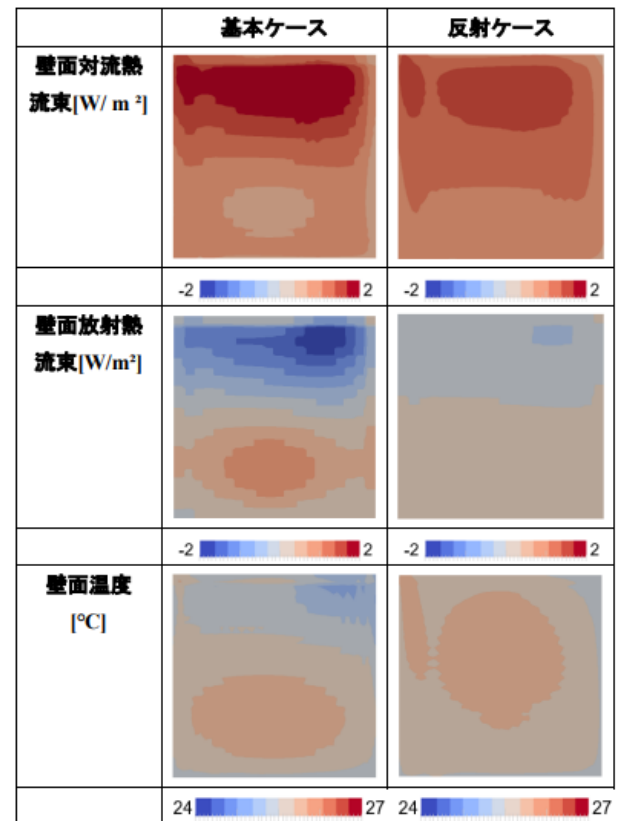 基本ケース 反射ケース
壁面対流熱
流束[W/ m ²]
-2 2 -2 2
壁面放射熱
流束[W/m²]
-2 2 -2 2
壁面温度
[°C]
24 27 24 27